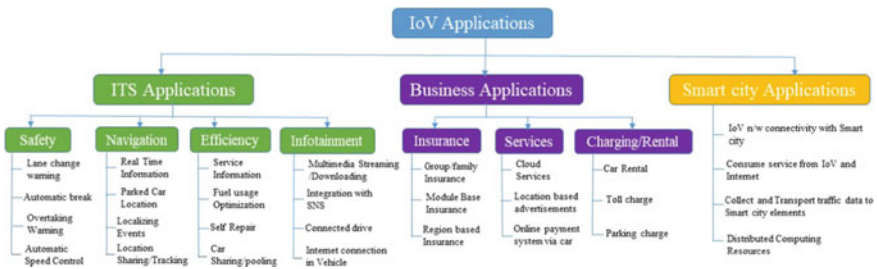 IoV Applications
ITS Applications
Business Applications
Smart city Applications
Safety
Navigation
Efficiency
Infotainment
Insurance
Services
Charging/Rental
Lane change
warning
Automatic break
Overtaking
Warning
Automatic
Speed Control
Real Time
Information
Parked Car
Location
Localizing
Events
Location
Sharing/Tracking
Service
Information
Fuel usage
Optimization
Self Repair
Car
Sharing/pooling
Multimedia Streaming
/Downloading
Integration with
SNS
Connected drive
Internet connection
in Vehicle
Group/family
Insurance
Module Base
Insurance
Region based
Insurance
Cloud
Services
Location based
advertisements
Online payment
system via car
Car Rental
Toll charge
Parking charge
IoV n/w connectivity with Smart
city
Consume service from IoV and
Internet
Collect and Transport traffic data to
Smart city elements
Distributed Computing
Resources